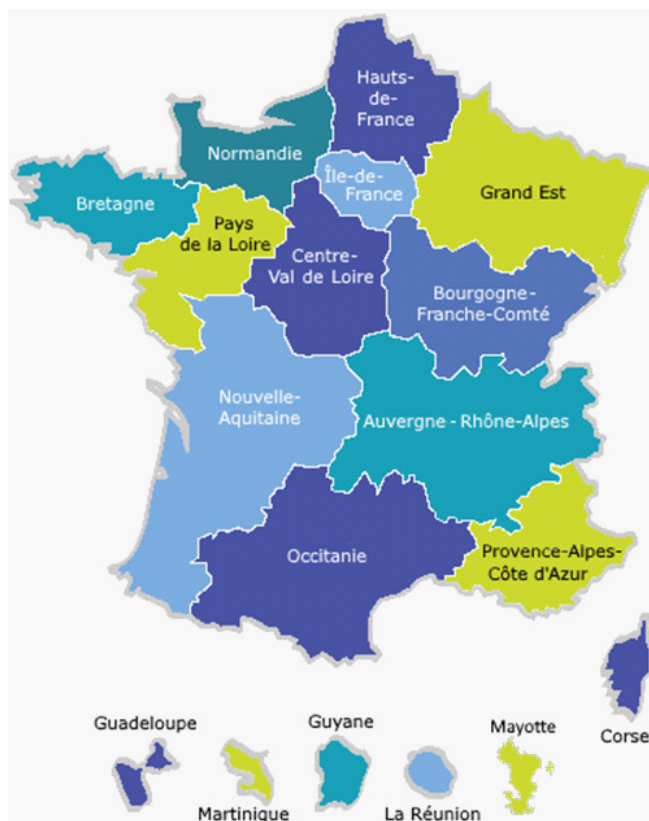 Hauts-
de-
France
Normandie
Île-de-
France
Grand Est
Bretagne
Pays
de la Loire
Centre-
Val de Loire
Bourgogne-
Franche-Comté
Nouvelle-
Aquitaine
Auvergne - Rhône-Alpes
Occitanie
Provence-Alpes-
Côte d'Azur
Corse
Guadeloupe
Martinique
Guyane
La Réunion
Mayotte